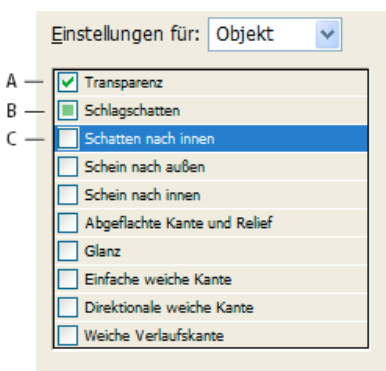 Einstellungen für: Objekt
A Transparenz
B Schlagschatten
C Schatten nach innen
Schein nach außen
Schein nach innen
Abgeflachte Kante und Relief
Glanz
Einfache weiche Kante
Direktionale weiche Kante
Weiche Verlaufskante